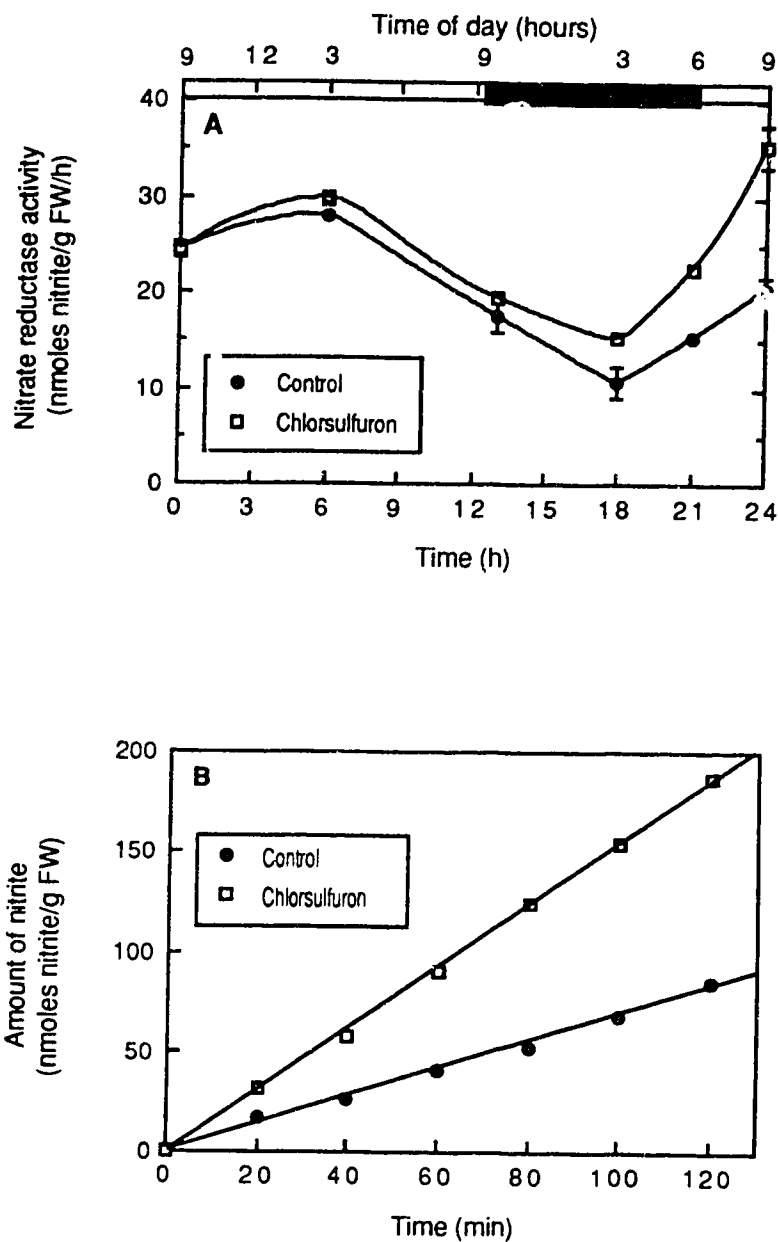 Time of day (hours)
9 12 3 9 3 6 9
A
40
30
20
10
0
Nitrate reductase activity
(nmoles nitrite/g FW/h)
Control
Chlorsulfuron
0 3 6 9 12 15 18 21 24
Time (h)
200
150
100
50
0
B
Amount of nitrite
(nmoles nitrite/g FW)
Control
Chlorsulfuron
0 20 40 60 80 100 120
Time (min)